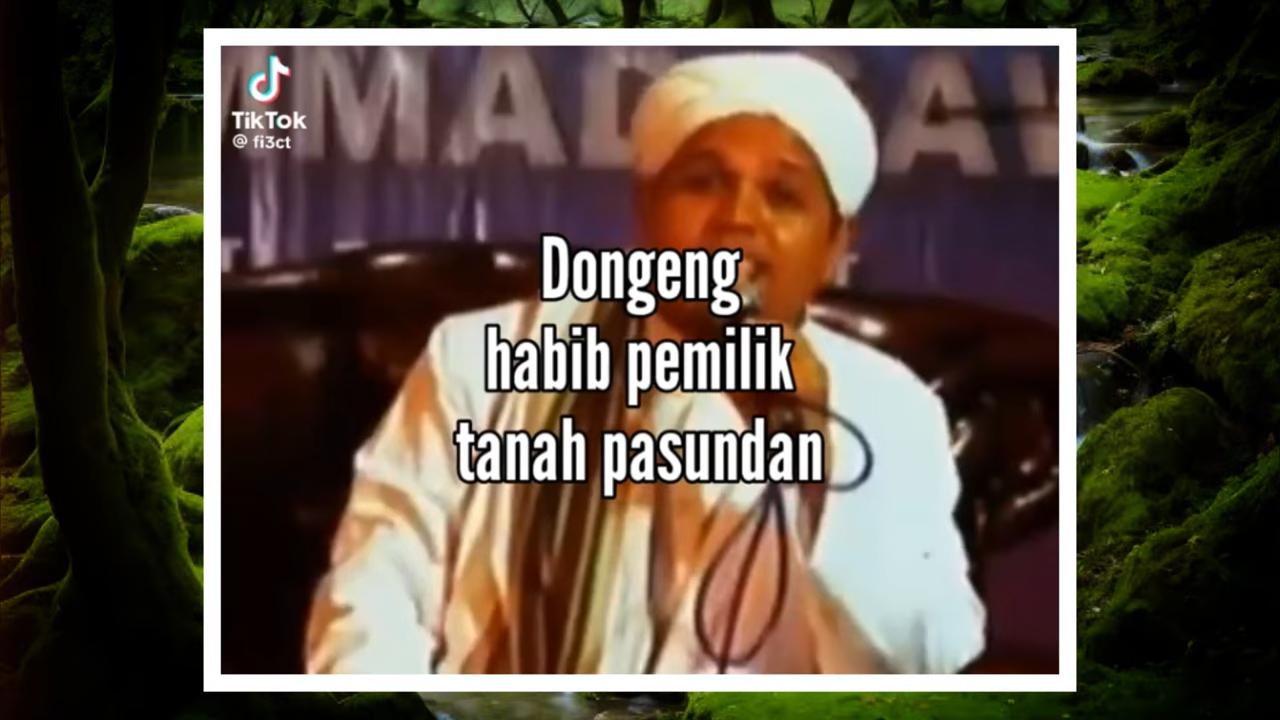 TikTok
@ fi3ct
Dongeng
habib pemilik
tanah pasundan